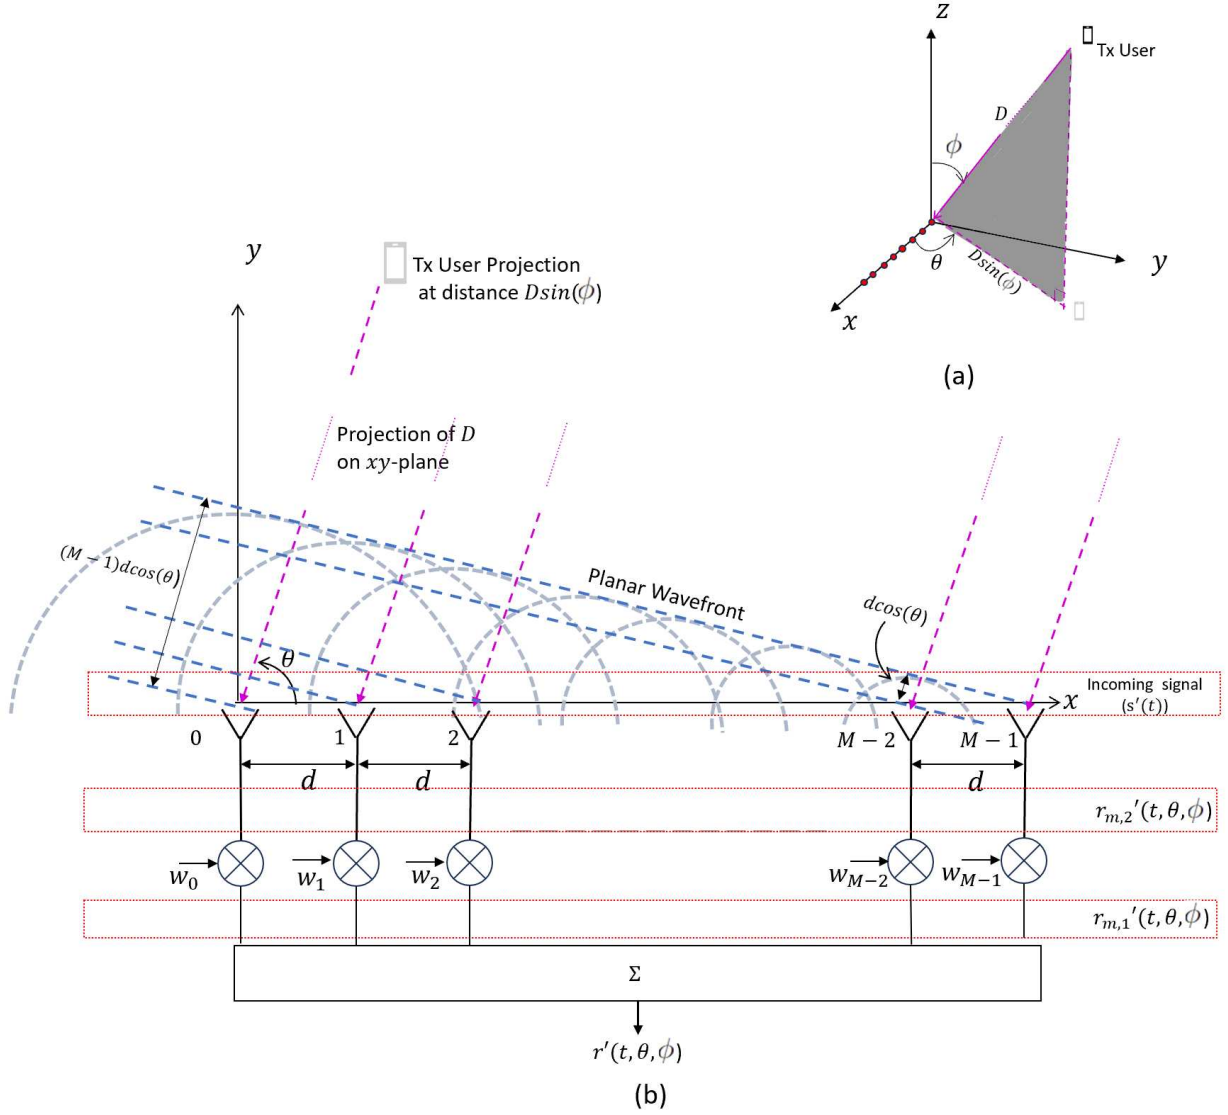 z
Tx User
D
ϕ
θ
Dsin(ϕ)
y
x
(a)
y
Tx User Projection
at distance Dsin(ϕ)
Projection of D
on xy-plane
(M − 1)dcos(θ)
Planar Wavefront
dcos(θ)
θ
x
Incoming signal
(s′(t))
0
1
2
M − 2
M − 1
d
d
d
r_{m,2}′(t, θ, ϕ)
w_0
w_1
w_2
w_{M−2}
w_{M−1}
r_{m,1}′(t, θ, ϕ)
Σ
r′(t, θ, ϕ)
(b)